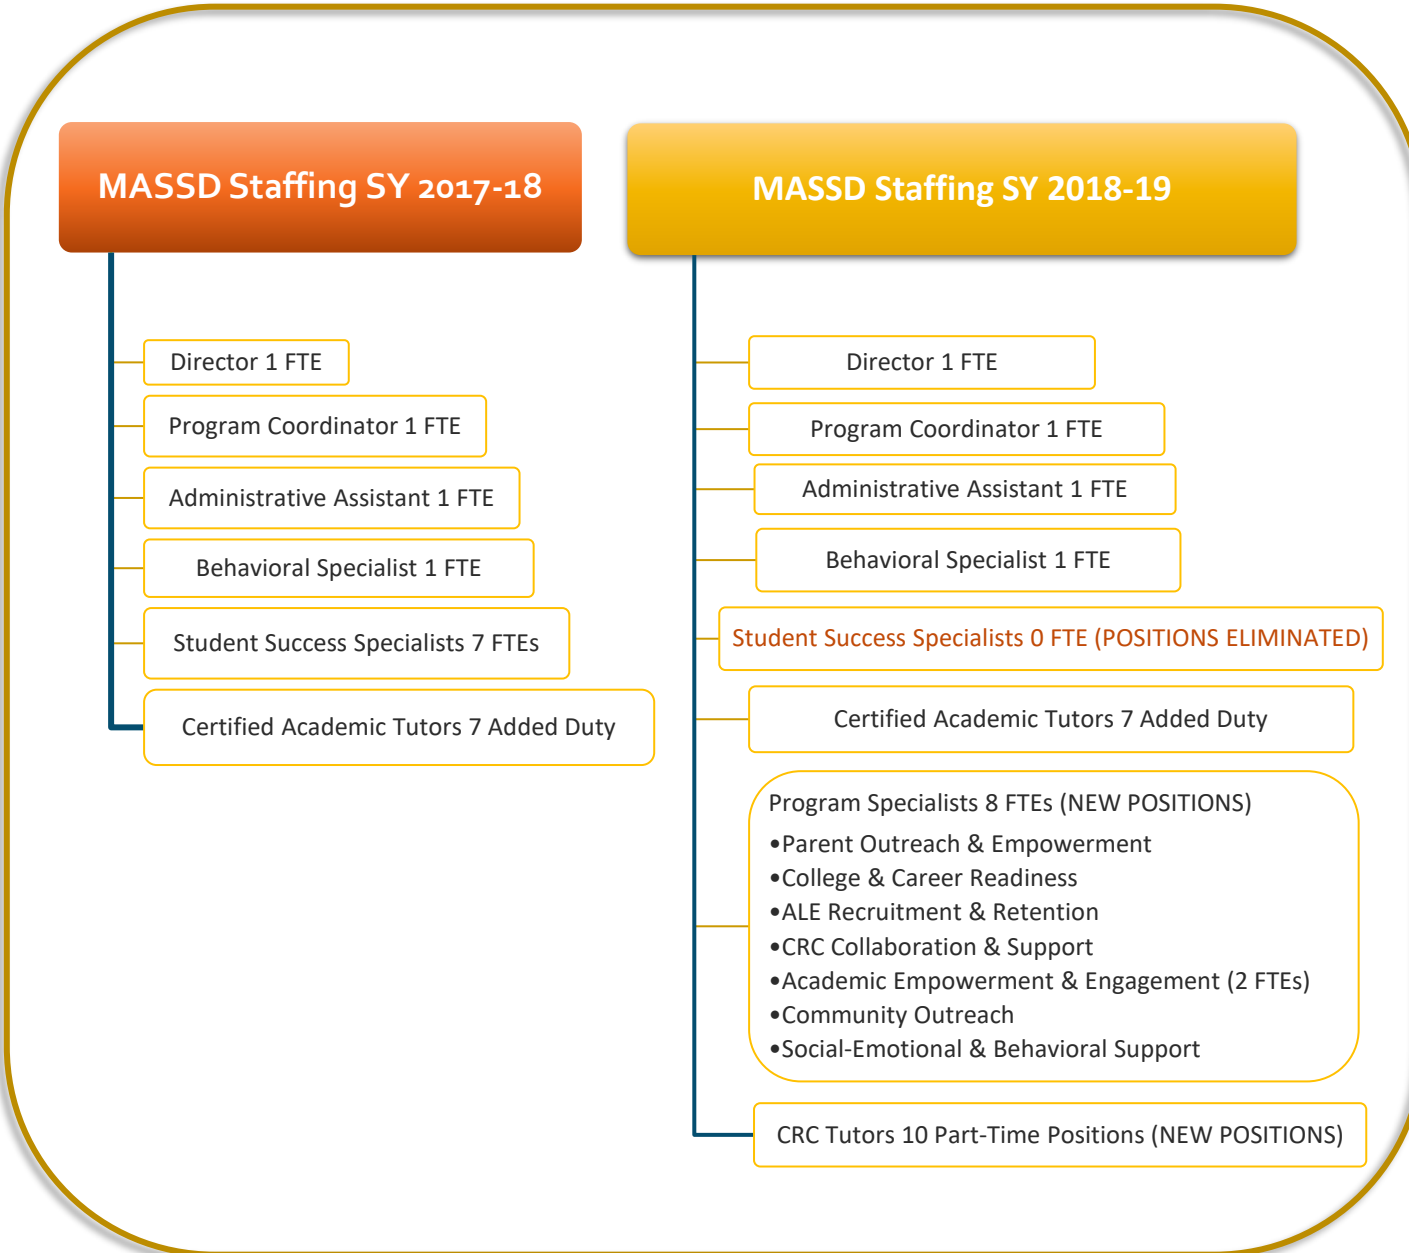 MASSD Staffing SY 2017-18
Director 1 FTE
Program Coordinator 1 FTE
Administrative Assistant 1 FTE
Behavioral Specialist 1 FTE
Student Success Specialists 7 FTEs
Certified Academic Tutors 7 Added Duty
MASSD Staffing SY 2018-19
Director 1 FTE
Program Coordinator 1 FTE
Administrative Assistant 1 FTE
Behavioral Specialist 1 FTE
Student Success Specialists 0 FTE (POSITIONS ELIMINATED)
Certified Academic Tutors 7 Added Duty
Program Specialists 8 FTEs (NEW POSITIONS)
•Parent Outreach & Empowerment
•College & Career Readiness
•ALE Recruitment & Retention
•CRC Collaboration & Support
•Academic Empowerment & Engagement (2 FTEs)
•Community Outreach
•Social-Emotional & Behavioral Support
CRC Tutors 10 Part-Time Positions (NEW POSITIONS)